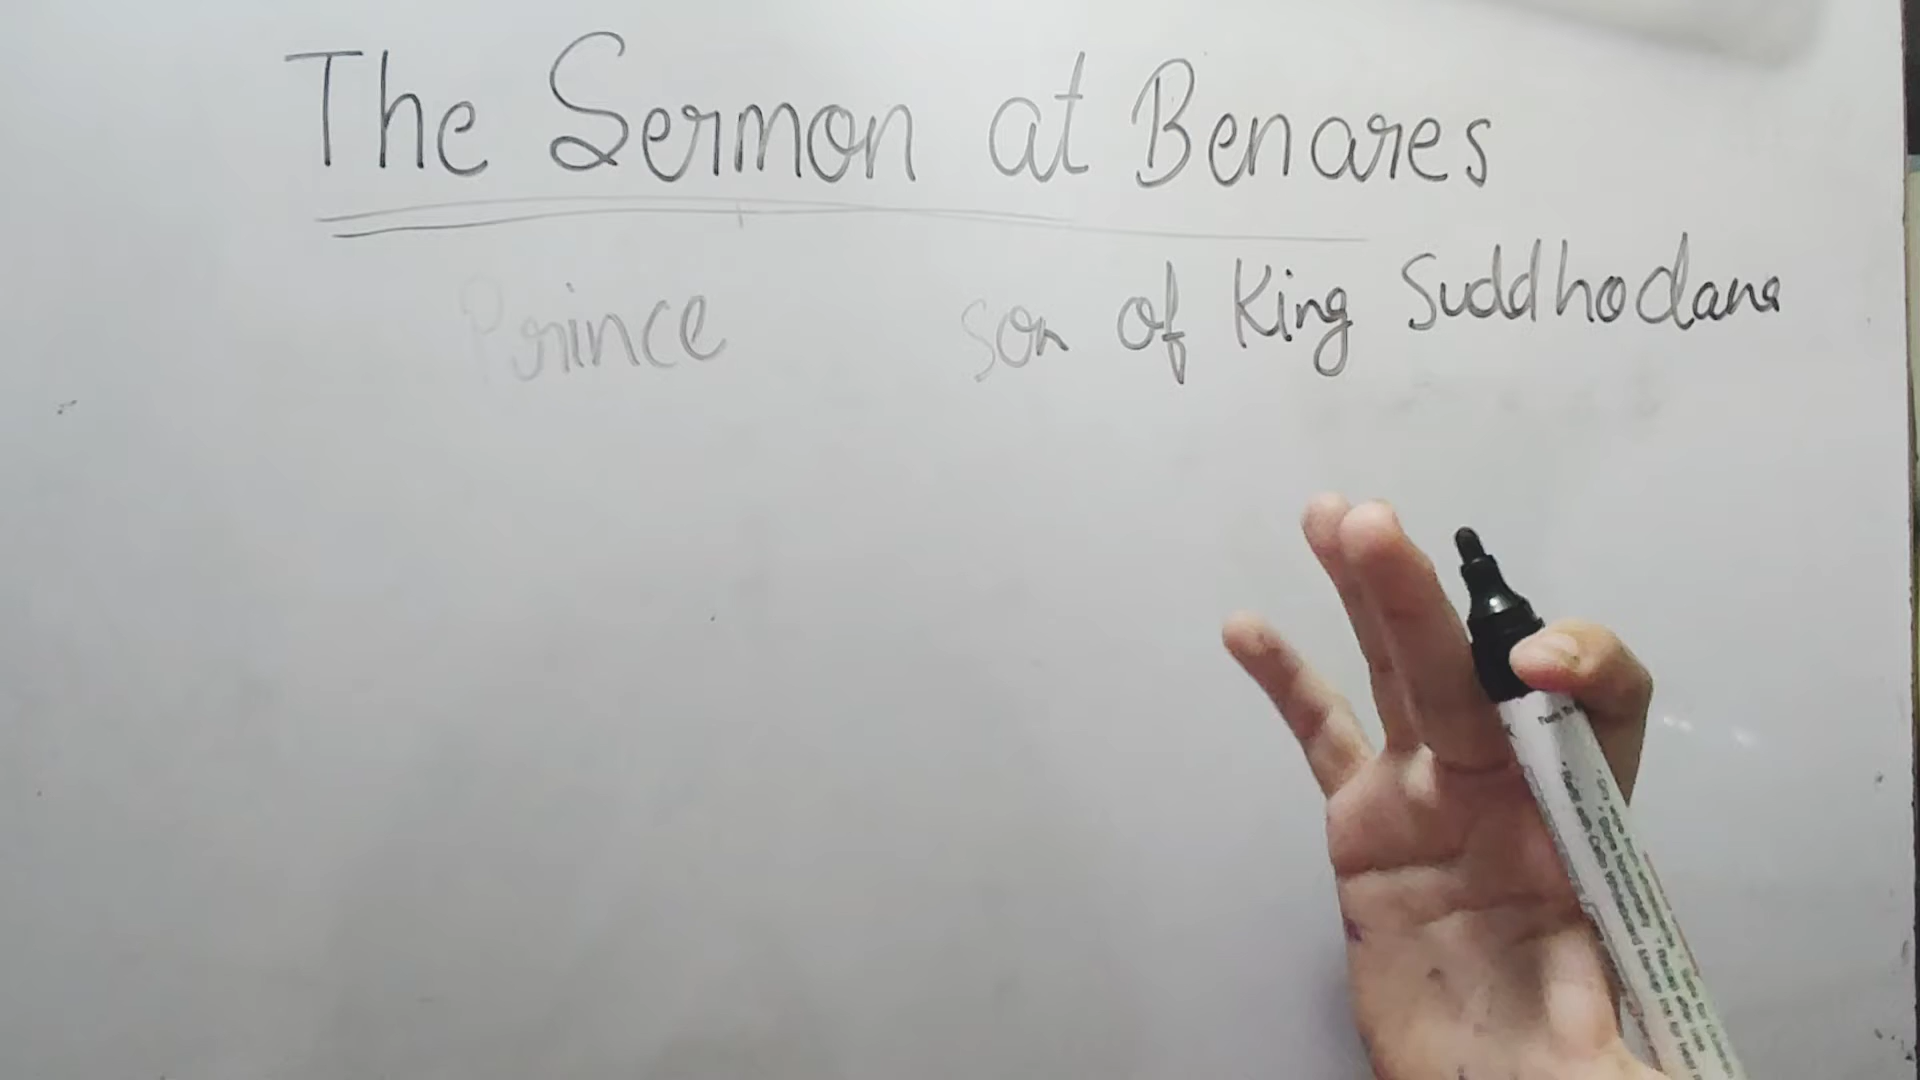 The Sermon at Benares
Prince son of King Suddhodana